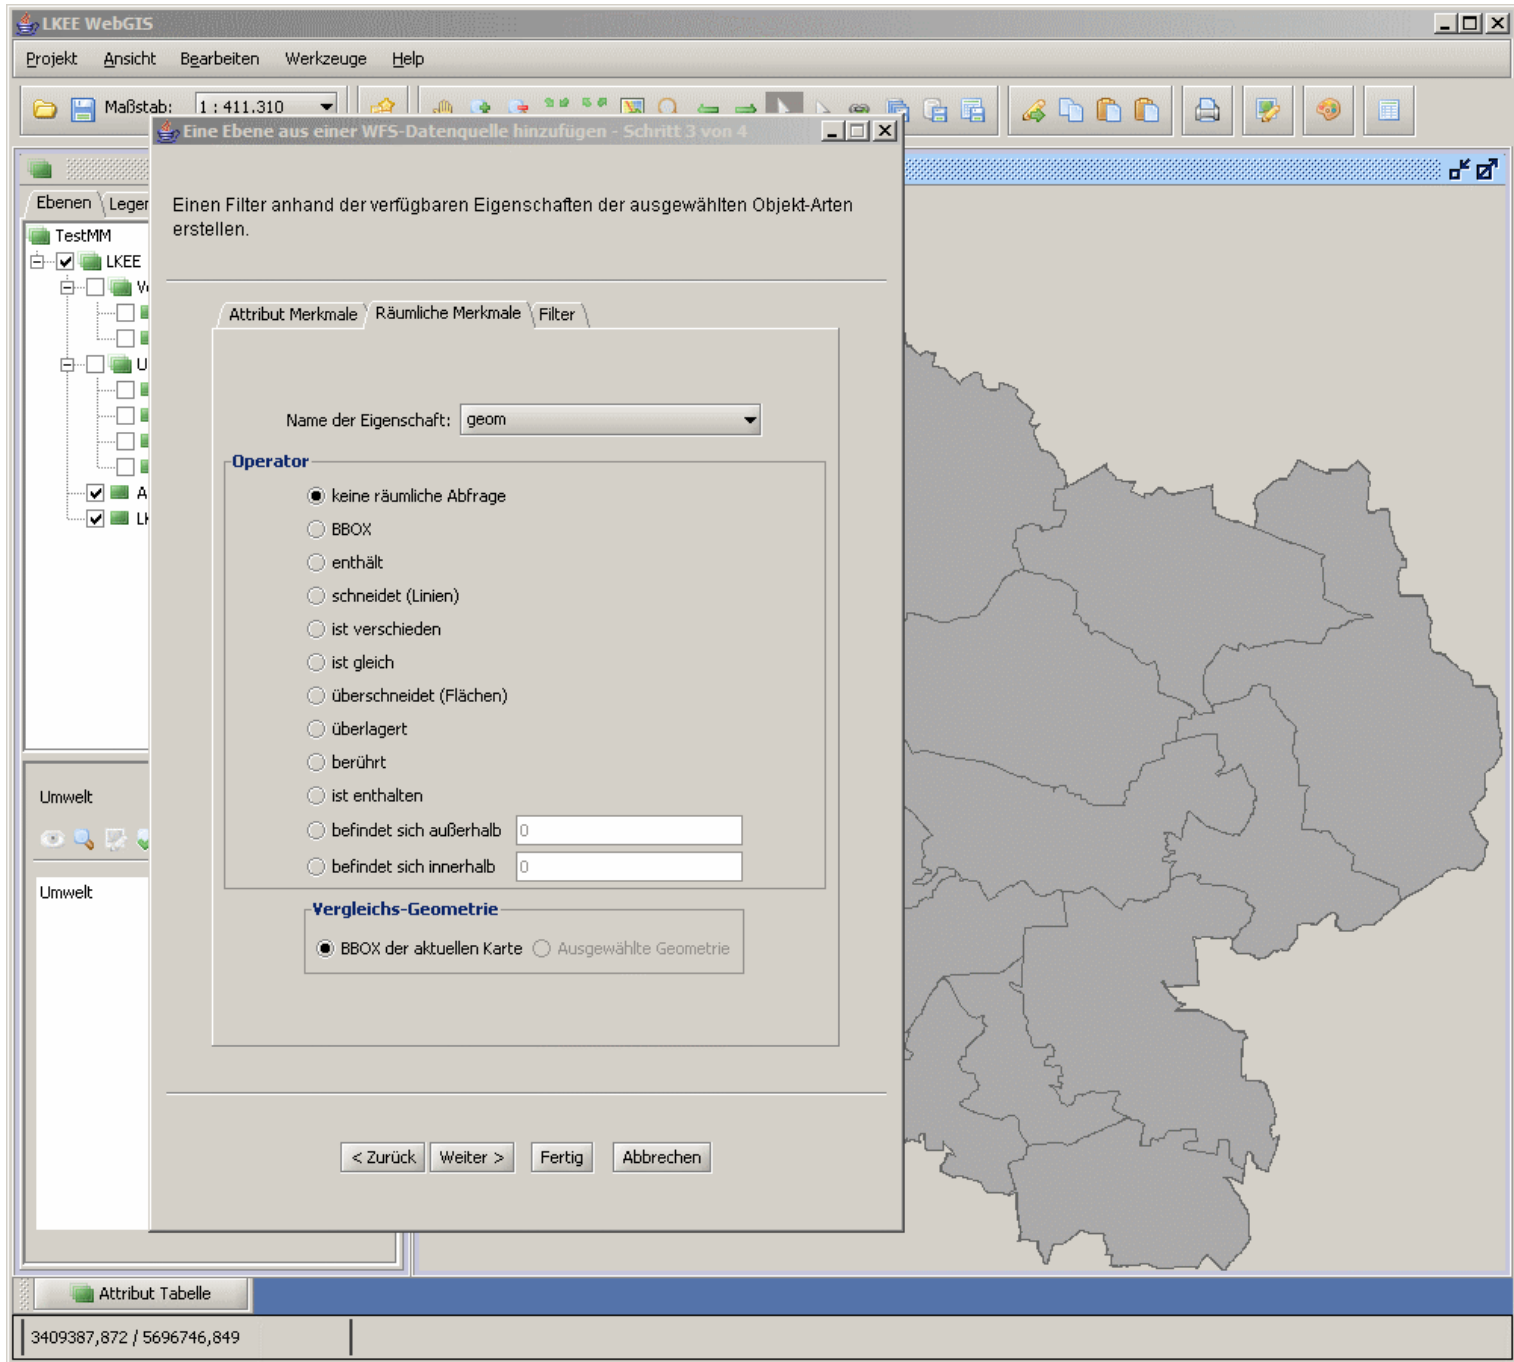 LKEE WebGIS
Projekt Ansicht Bearbeiten Werkzeuge Help
Maßstab: 1 : 411.310
Eine Ebene aus einer WFS-Datenquelle hinzufügen - Schritt 3 von 4
Ebenen Legen
TestMM
LKEE
V
U
A
LK
Einen Filter anhand der verfügbaren Eigenschaften der ausgewählten Objekt-Arten
erstellen.
Attribut Merkmale Räumliche Merkmale Filter
Name der Eigenschaft: geom
Operator
keine räumliche Abfrage
BBOX
enthält
schneidet (Linien)
ist verschieden
ist gleich
überschneidet (Flächen)
überlagert
berührt
ist enthalten
befindet sich außerhalb 0
befindet sich innerhalb 0
Vergleichs-Geometrie
BBOX der aktuellen Karte Ausgewählte Geometrie
< Zurück Weiter > Fertig Abbrechen
Umwelt
Umwelt
Attribut Tabelle
3409387,872 / 5696746,849